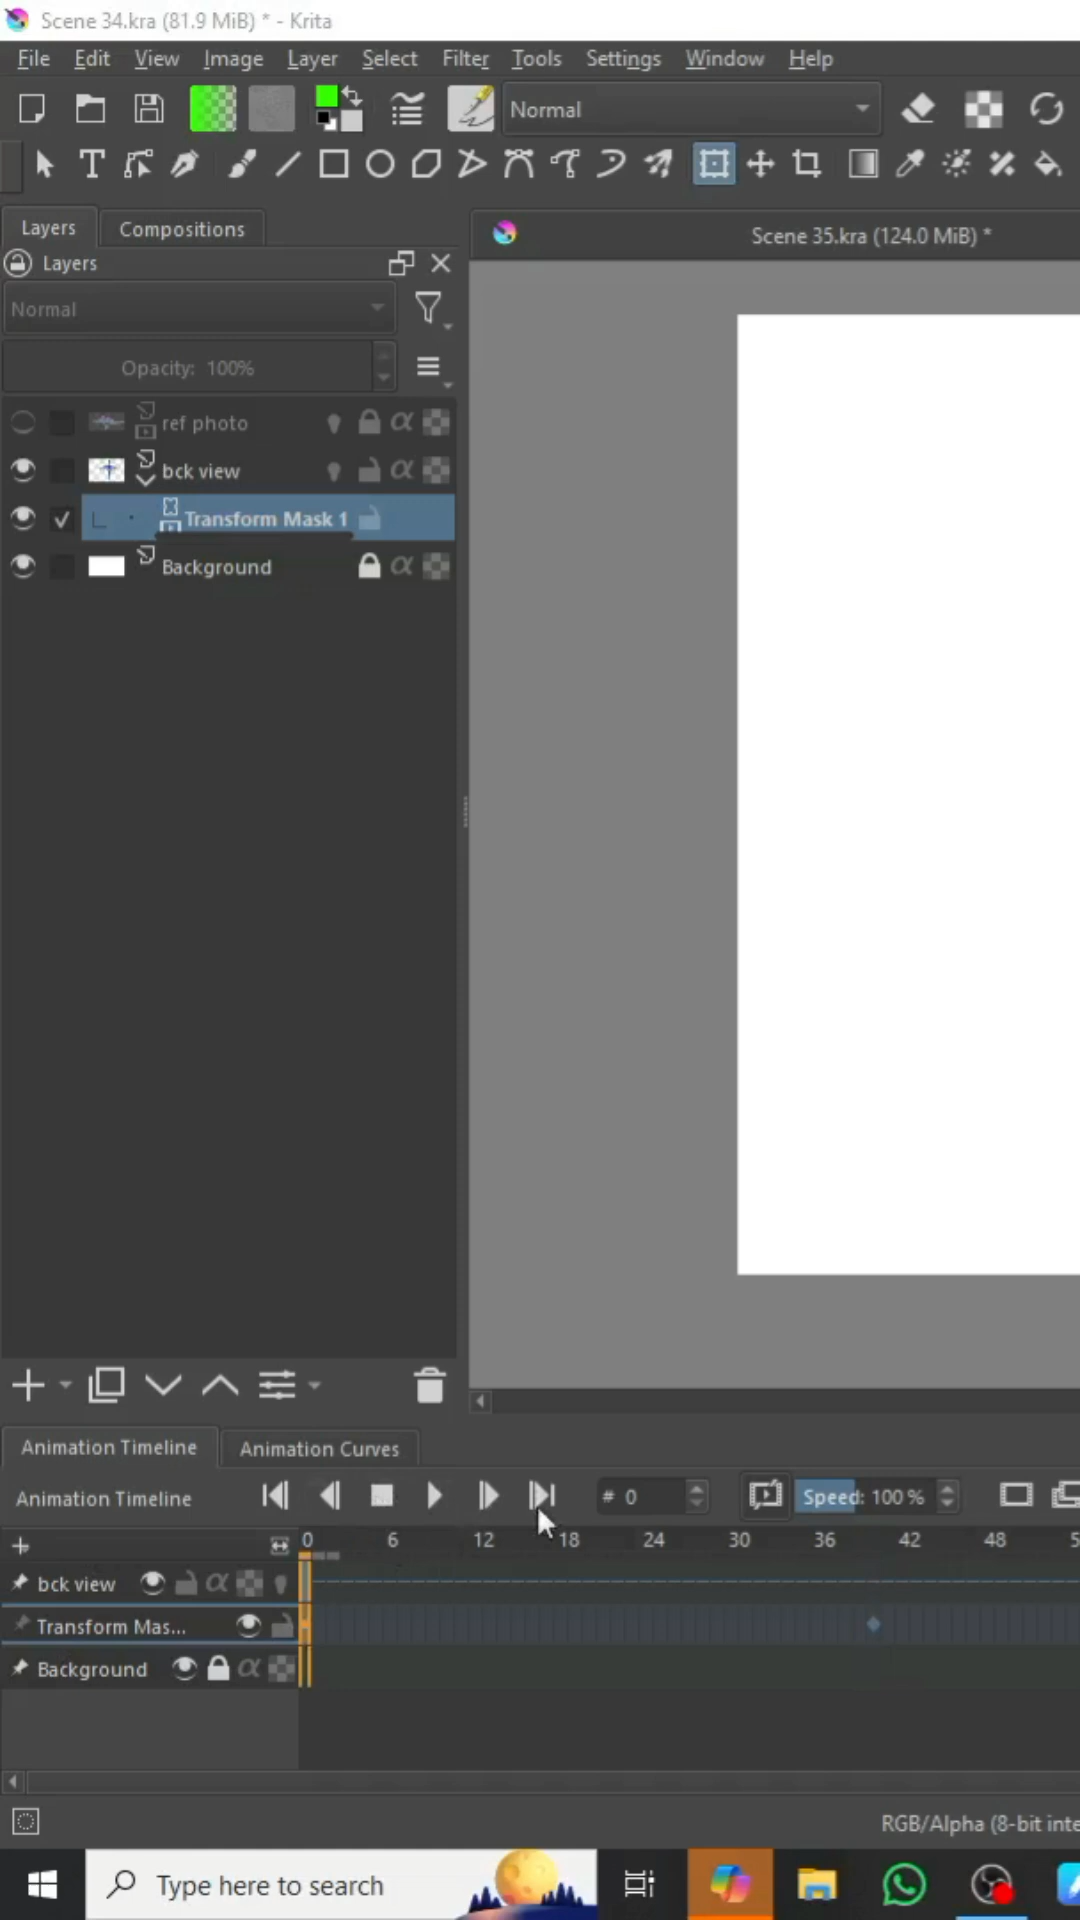 Scene 34.kra (81.9 MiB) * - Krita
File Edit View Image Layer Select Filter Tools Settings Window Help
Normal
Layers Compositions
Scene 35.kra (124.0 MiB) *
Layers
Normal
Opacity: 100%
ref photo
bck view
Transform Mask 1
Background
Animation Timeline Animation Curves
Animation Timeline # 0 Speed: 100 %
0 6 12 18 24 30 36 42 48
bck view
Transform Mas...
Background
RGB/Alpha (8-bit inte
Type here to search